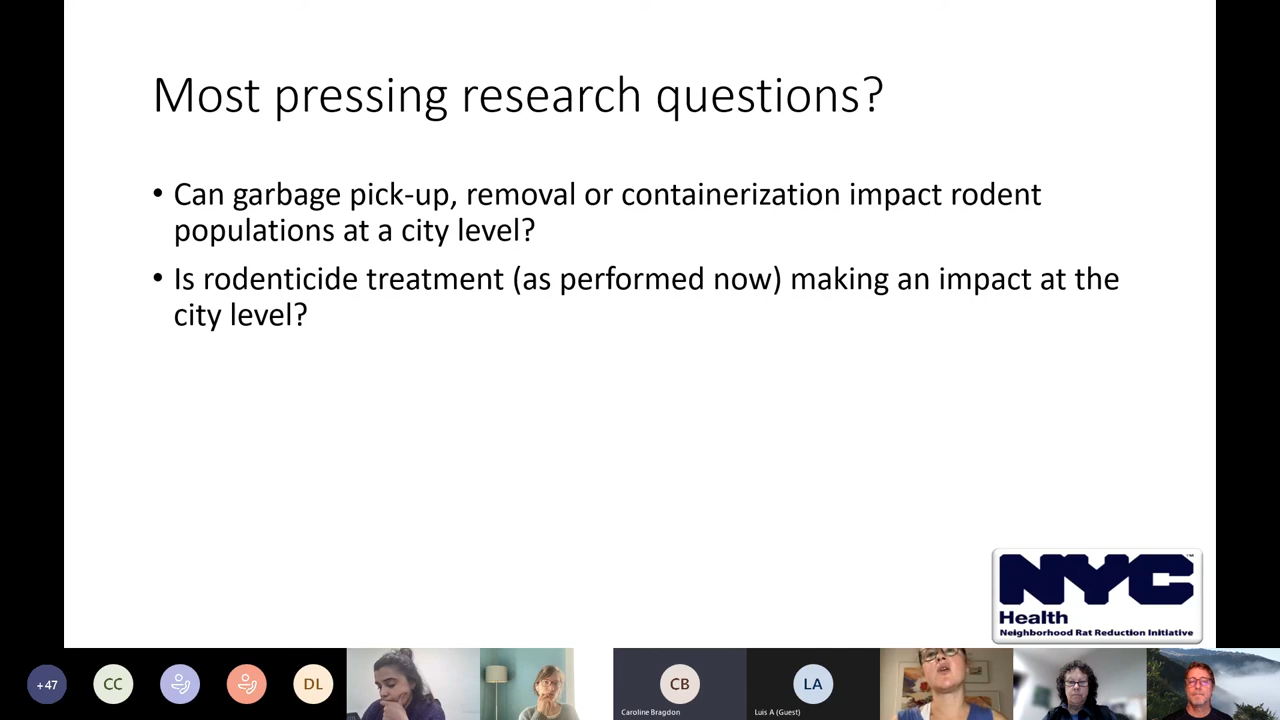 Most pressing research questions?
• Can garbage pick-up, removal or containerization impact rodent
populations at a city level?
• Is rodenticide treatment (as performed now) making an impact at the
city level?
NYC™
Health
Neighborhood Rat Reduction Initiative
+47
CC
DL
CB
Caroline Bragdon
LA
Luis A (Guest)